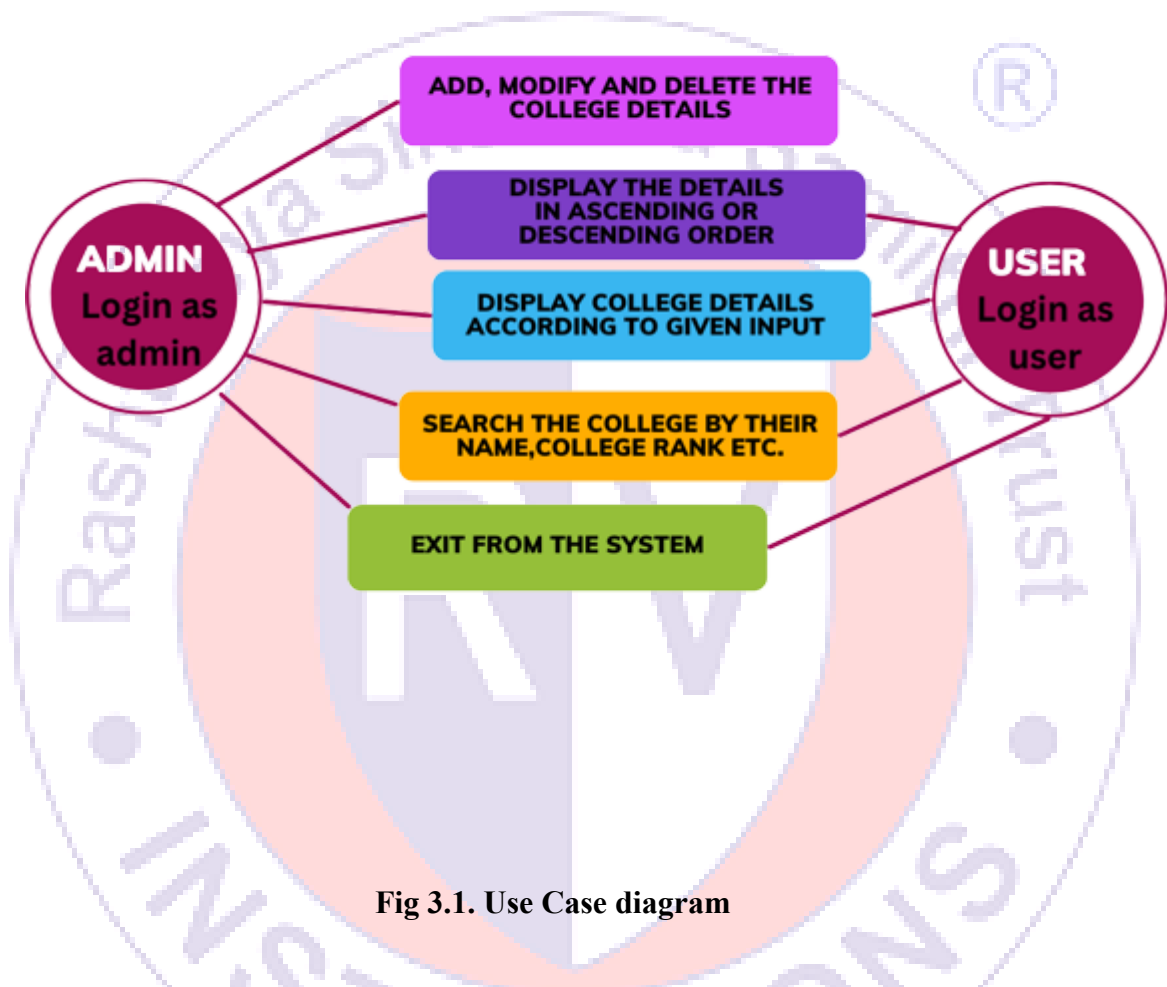 ADD, MODIFY AND DELETE THE
COLLEGE DETAILS
DISPLAY THE DETAILS
IN ASCENDING OR
DESCENDING ORDER
ADMIN
Login as
admin
USER
Login as
user
DISPLAY COLLEGE DETAILS
ACCORDING TO GIVEN INPUT
SEARCH THE COLLEGE BY THEIR
NAME,COLLEGE RANK ETC.
EXIT FROM THE SYSTEM
RV
®
Fig 3.1. Use Case diagram